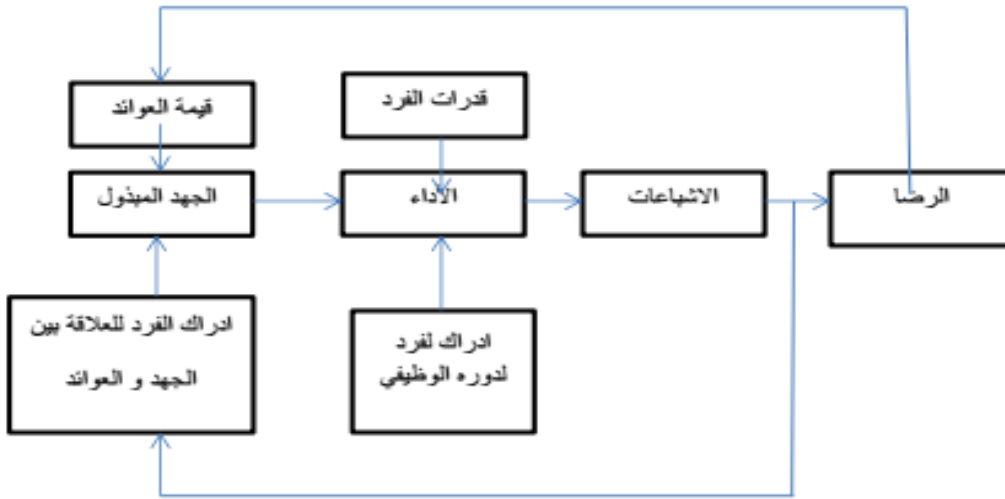 قيمة العوائد
قدرات الفرد
الجهد المبذول
الأداء
الاشباعات
الرضا
ادراك الفرد للعلاقة بين
الجهد و العوائد
ادراك لفرد
لدوره الوظيفي